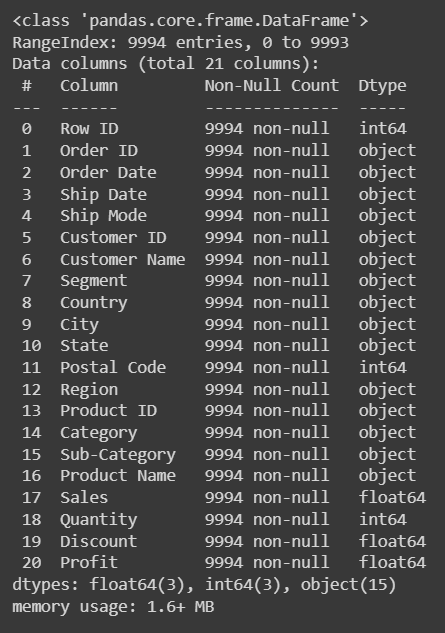 <class 'pandas.core.frame.DataFrame'>
RangeIndex: 9994 entries, 0 to 9993
Data columns (total 21 columns):
 #   Column         Non-Null Count  Dtype
---  ------         --------------  -----
 0   Row ID         9994 non-null   int64
 1   Order ID       9994 non-null   object
 2   Order Date     9994 non-null   object
 3   Ship Date      9994 non-null   object
 4   Ship Mode      9994 non-null   object
 5   Customer ID    9994 non-null   object
 6   Customer Name  9994 non-null   object
 7   Segment        9994 non-null   object
 8   Country        9994 non-null   object
 9   City           9994 non-null   object
 10  State          9994 non-null   object
 11  Postal Code    9994 non-null   int64
 12  Region         9994 non-null   object
 13  Product ID     9994 non-null   object
 14  Category       9994 non-null   object
 15  Sub-Category   9994 non-null   object
 16  Product Name   9994 non-null   object
 17  Sales          9994 non-null   float64
 18  Quantity       9994 non-null   int64
 19  Discount       9994 non-null   float64
 20  Profit         9994 non-null   float64
dtypes: float64(3), int64(3), object(15)
memory usage: 1.6+ MB